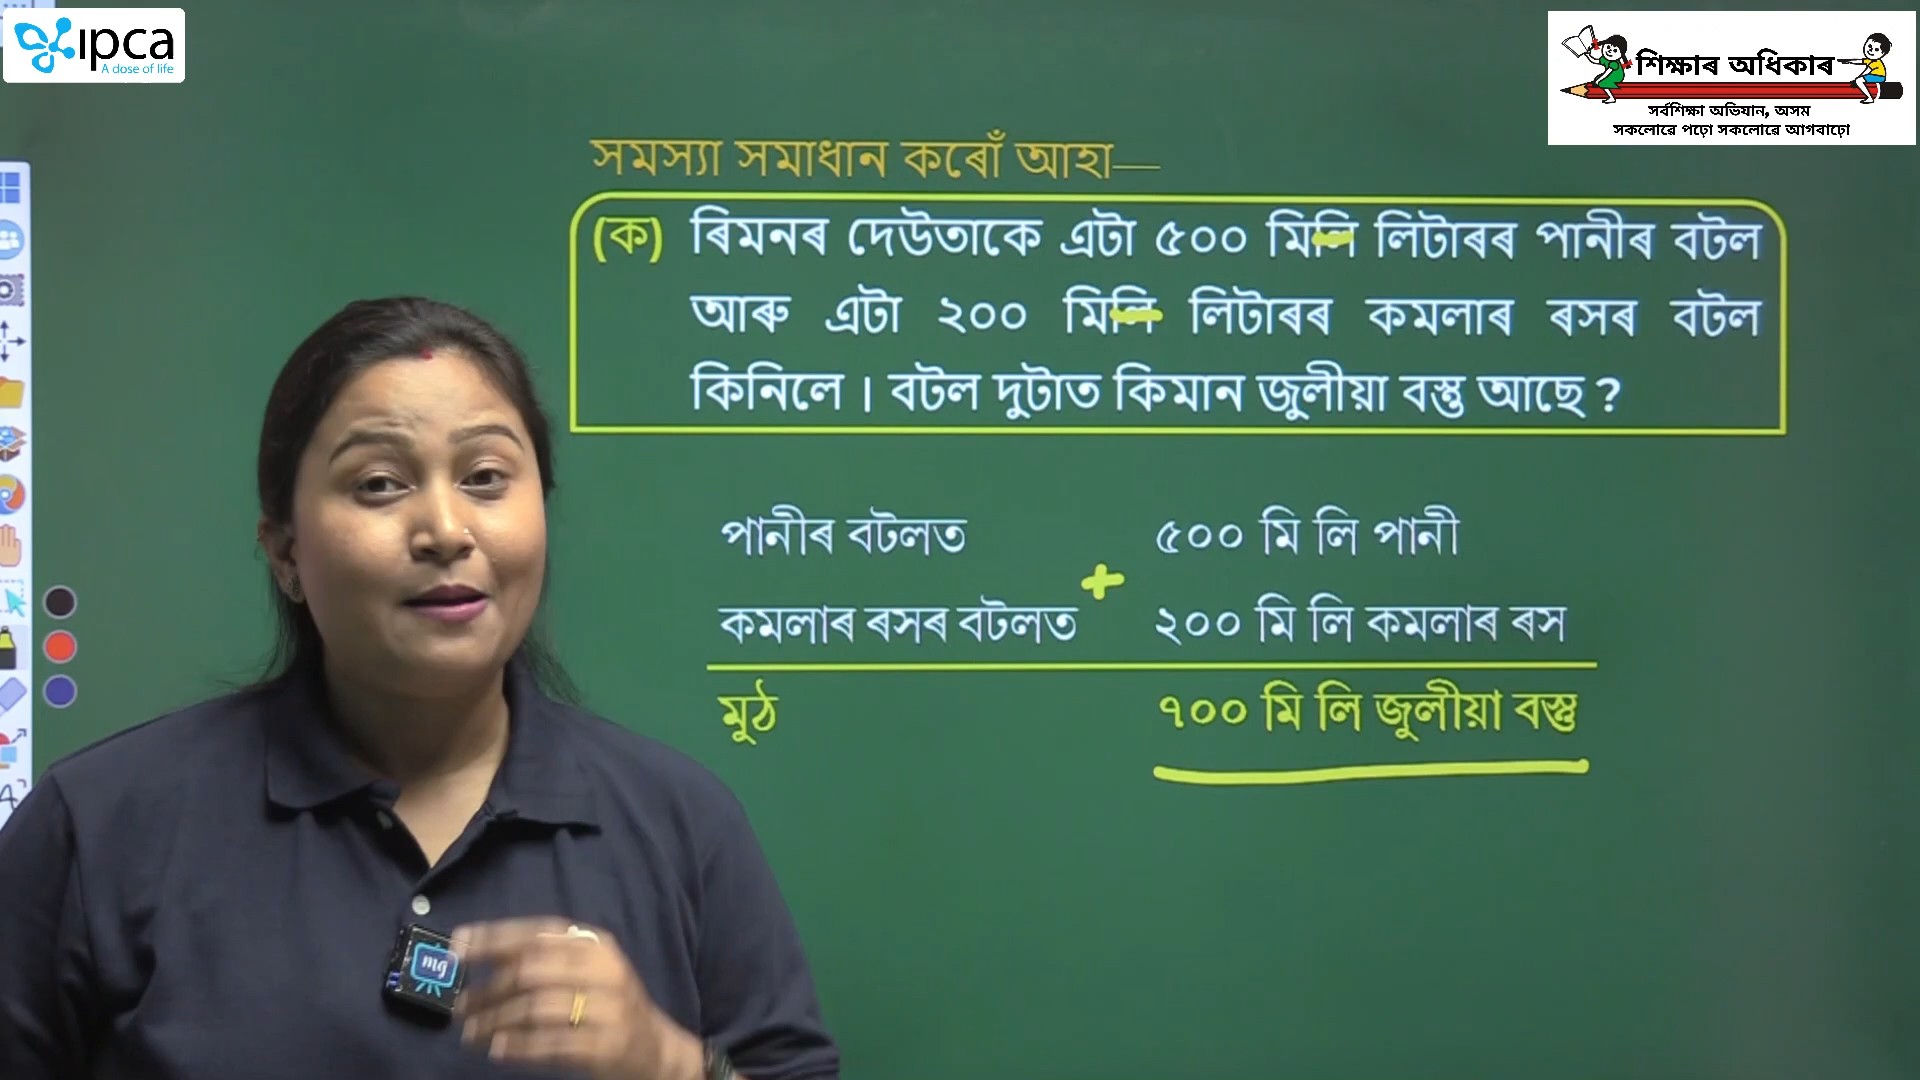 ipca
A dose of life
শিক্ষাৰ অধিকাৰ
সৰ্বশিক্ষা অভিযান, অসম
সকলোৱে পঢ়ো সকলোৱে আগবাঢ়ো
সমস্যা সমাধান কৰোঁ আহা—
(ক) ৰিমনৰ দেউতাকে এটা ৫০০ মিলি লিটাৰৰ পানীৰ বটল
আৰু এটা ২০০ মিলি লিটাৰৰ কমলাৰ ৰসৰ বটল
কিনিলে। বটল দুটাত কিমান জুলীয়া বস্তু আছে ?
পানীৰ বটলত ৫০০ মি লি পানী
+
কমলাৰ ৰসৰ বটলত ২০০ মি লি কমলাৰ ৰস
মুঠ ৭০০ মি লি জুলীয়া বস্তু
mg